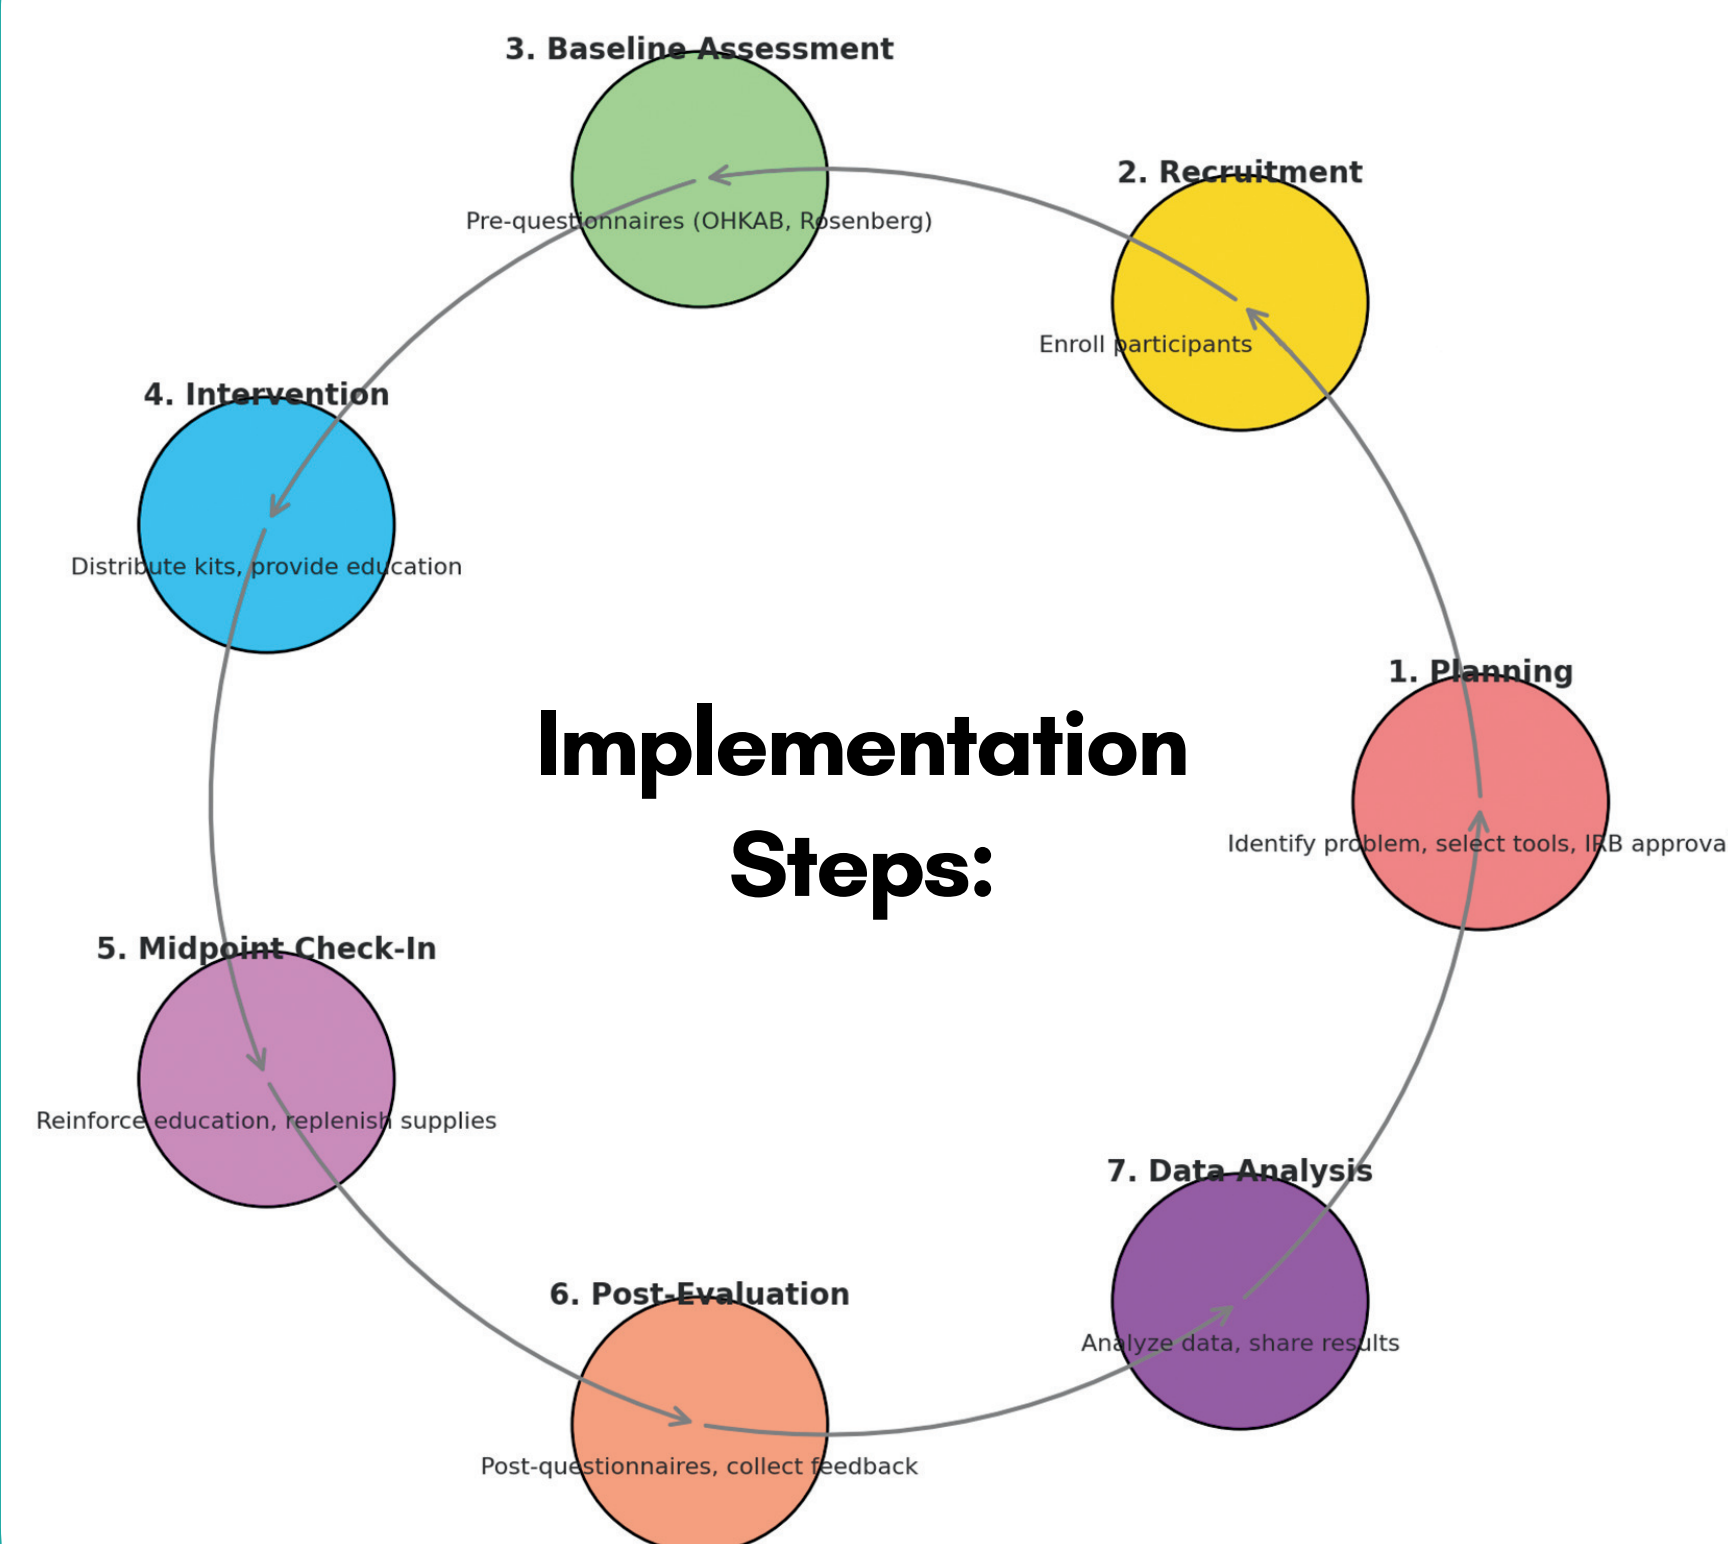 3. Baseline Assessment
Pre-questionnaires (OHKAB, Rosenberg)
2. Recruitment
Enroll participants
4. Intervention
Distribute kits, provide education
1. Planning
Identify problem, select tools, IRB approva
Implementation
Steps:
5. Midpoint Check-In
Reinforce education, replenish supplies
7. Data Analysis
Analyze data, share results
6. Post-Evaluation
Post-questionnaires, collect feedback